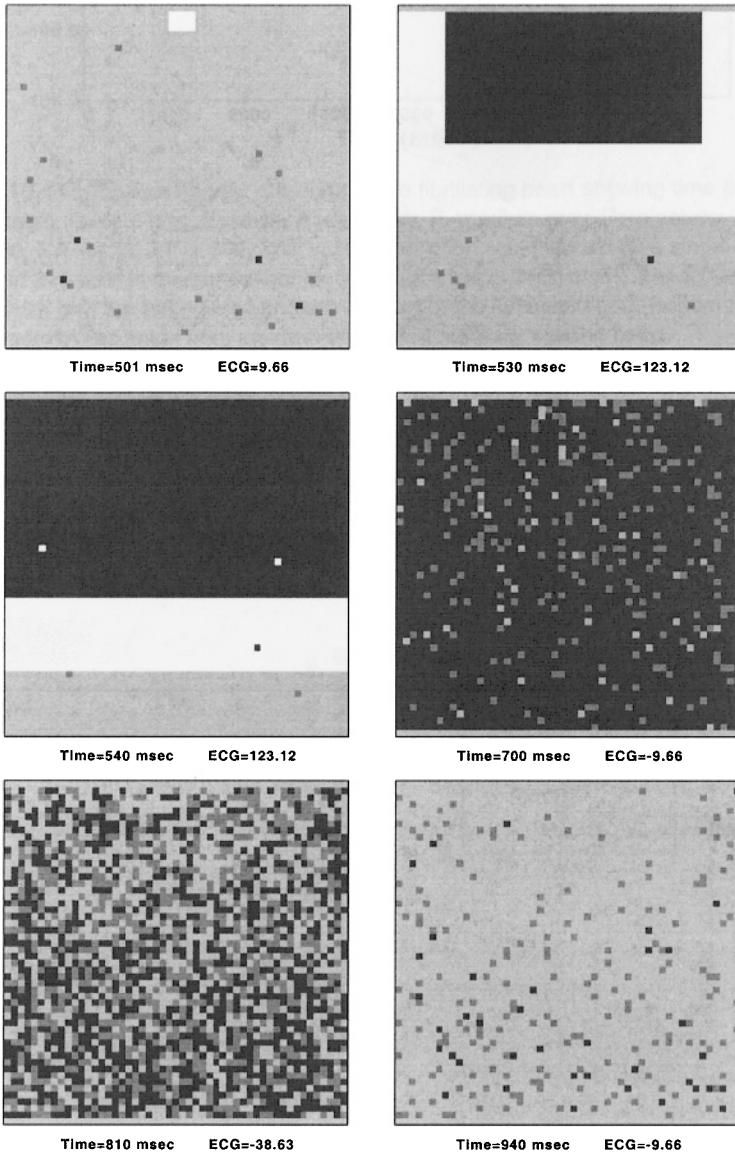 Time=501 msec ECG=9.66
Time=530 msec ECG=123.12
Time=540 msec ECG=123.12
Time=700 msec ECG=-9.66
Time=810 msec ECG=-38.63
Time=940 msec ECG=-9.66